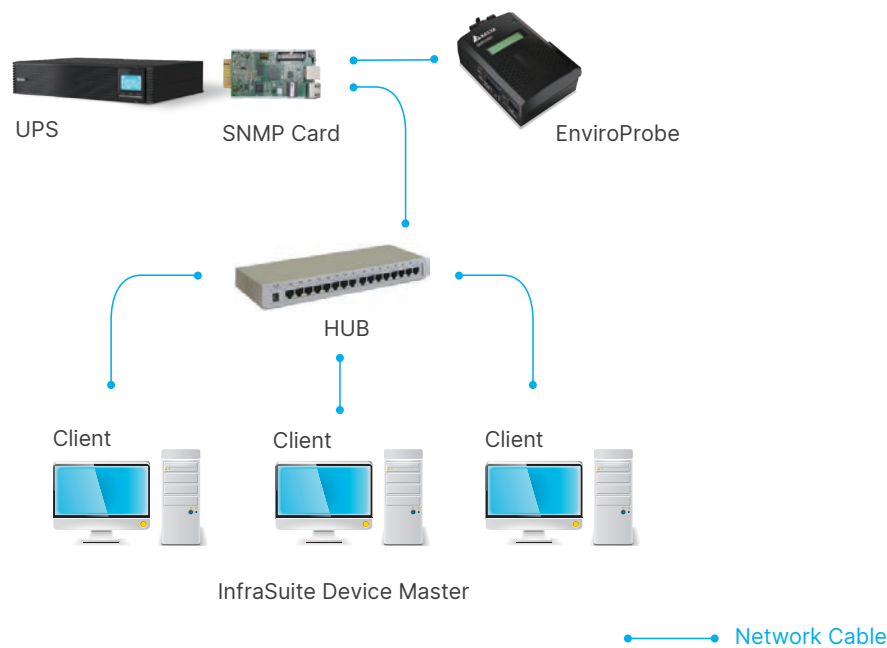 UPS
SNMP Card
EnviroProbe
HUB
Client
Client
Client
InfraSuite Device Master
Network Cable